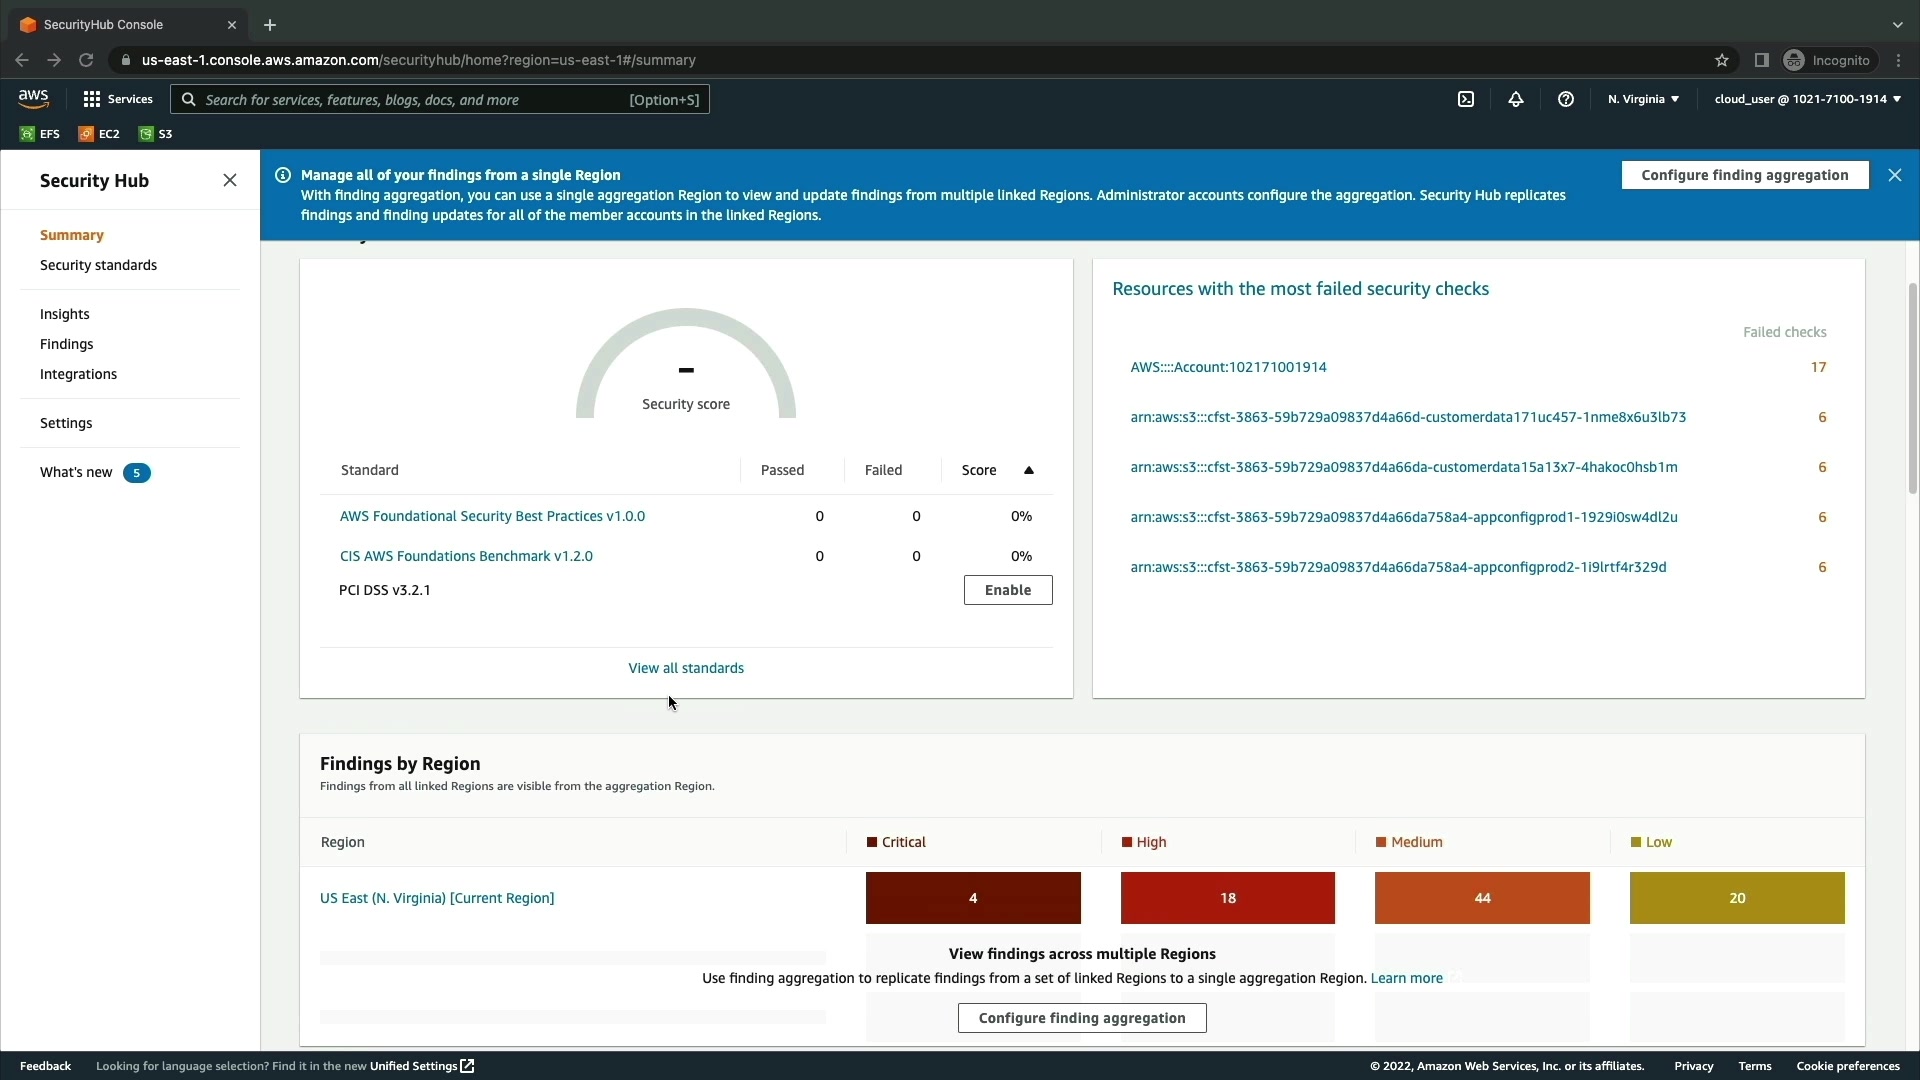 SecurityHub Console
us-east-1.console.aws.amazon.com/securityhub/home?region=us-east-1#/summary
Incognito
aws
Services
Search for services, features, blogs, docs, and more
[Option+S]
N. Virginia
cloud_user @ 1021-7100-1914
EFS
EC2
S3
Security Hub
Summary
Security standards
Insights
Findings
Integrations
Settings
What's new 5
Manage all of your findings from a single Region
With finding aggregation, you can use a single aggregation Region to view and update findings from multiple linked Regions. Administrator accounts configure the aggregation. Security Hub replicates
findings and finding updates for all of the member accounts in the linked Regions.
Configure finding aggregation
–
Security score
Standard Passed Failed Score
AWS Foundational Security Best Practices v1.0.0 0 0 0%
CIS AWS Foundations Benchmark v1.2.0 0 0 0%
PCI DSS v3.2.1 Enable
View all standards
Resources with the most failed security checks
Failed checks
AWS::::Account:102171001914 17
arn:aws:s3:::cfst-3863-59b729a09837d4a66d-customerdata171uc457-1nme8x6u3lb73 6
arn:aws:s3:::cfst-3863-59b729a09837d4a66da-customerdata15a13x7-4hakoc0hsb1m 6
arn:aws:s3:::cfst-3863-59b729a09837d4a66da758a4-appconfigprod1-1929i0sw4dl2u 6
arn:aws:s3:::cfst-3863-59b729a09837d4a66da758a4-appconfigprod2-1i9lrtf4r329d 6
Findings by Region
Findings from all linked Regions are visible from the aggregation Region.
Region Critical High Medium Low
US East (N. Virginia) [Current Region] 4 18 44 20
View findings across multiple Regions
Use finding aggregation to replicate findings from a set of linked Regions to a single aggregation Region. Learn more
Configure finding aggregation
Feedback
Looking for language selection? Find it in the new Unified Settings
© 2022, Amazon Web Services, Inc. or its affiliates.
Privacy
Terms
Cookie preferences